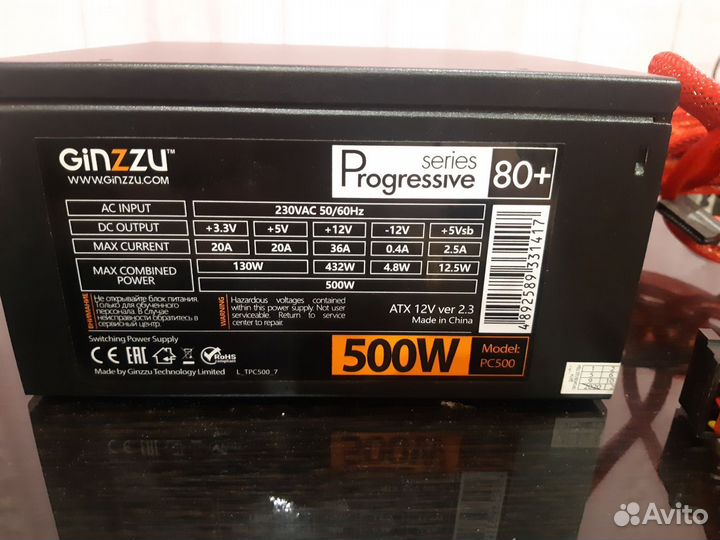 GiNZZU™
WWW.GiNZZU.COM
Progressive series 80+
AC INPUT 230VAC 50/60Hz
DC OUTPUT +3.3V +5V +12V -12V +5Vsb
MAX CURRENT 20A 20A 36A 0.4A 2.5A
MAX COMBINED POWER 130W 432W 4.8W 12.5W
500W
ВНИМАНИЕ
Не открывайте блок питания.
Только для обученного
персонала. В случае
неисправности обратитесь в
сервисный центр.
WARNING
Hazardous voltages contained
within this power supply. Not user
serviceable. Return to service
center to repair.
ATX 12V ver 2.3
Made in China
4892589331417
Switching Power Supply
CE EAC RoHS
compliant
Made by Ginzzu Technology Limited L_TPC500_7
500W
Model:
PC500
Avito